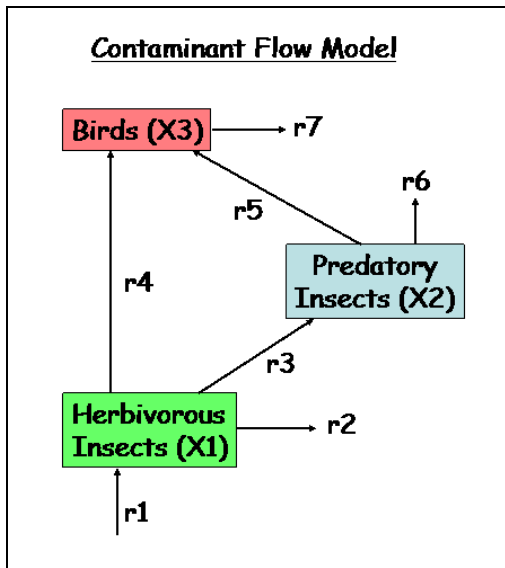 Contaminant Flow Model
Birds (X3)
r7
r6
r5
Predatory
Insects (X2)
r4
r3
Herbivorous
Insects (X1)
r2
r1